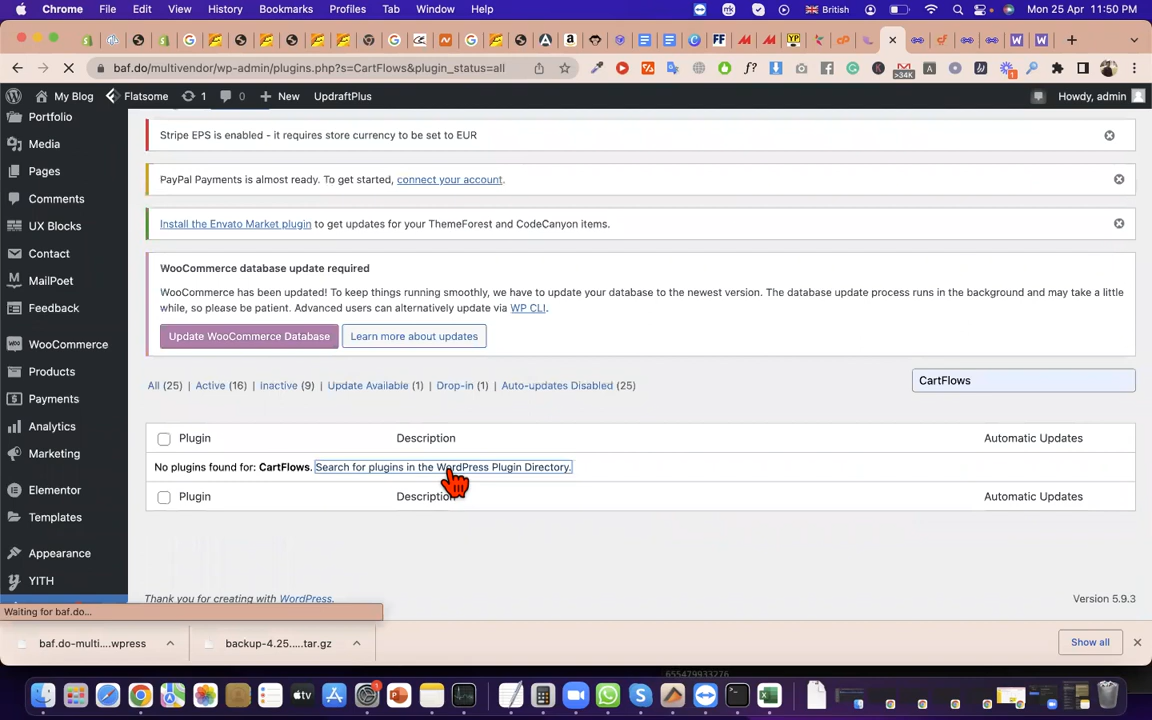 Chrome File Edit View History Bookmarks Profiles Tab Window Help British Mon 25 Apr 11:50 PM
baf.do/multivendor/wp-admin/plugins.php?s=CartFlows&plugin_status=all
My Blog Flatsome 1 0 New UpdraftPlus Howdy, admin
Portfolio
Media
Pages
Comments
UX Blocks
Contact
MailPoet
Feedback
WooCommerce
Products
Payments
Analytics
Marketing
Elementor
Templates
Appearance
YITH
Stripe EPS is enabled - it requires store currency to be set to EUR
PayPal Payments is almost ready. To get started, connect your account.
Install the Envato Market plugin to get updates for your ThemeForest and CodeCanyon items.
WooCommerce database update required
WooCommerce has been updated! To keep things running smoothly, we have to update your database to the newest version. The database update process runs in the background and may take a little
while, so please be patient. Advanced users can alternatively update via WP CLI.
Update WooCommerce Database Learn more about updates
All (25) | Active (16) | Inactive (9) | Update Available (1) | Drop-in (1) | Auto-updates Disabled (25)
CartFlows
Plugin Description Automatic Updates
No plugins found for: CartFlows. Search for plugins in the WordPress Plugin Directory.
Plugin Description Automatic Updates
Thank you for creating with WordPress. Version 5.9.3
Waiting for baf.do...
baf.do-multi....wpress backup-4.25.....tar.gz Show all
655479933276